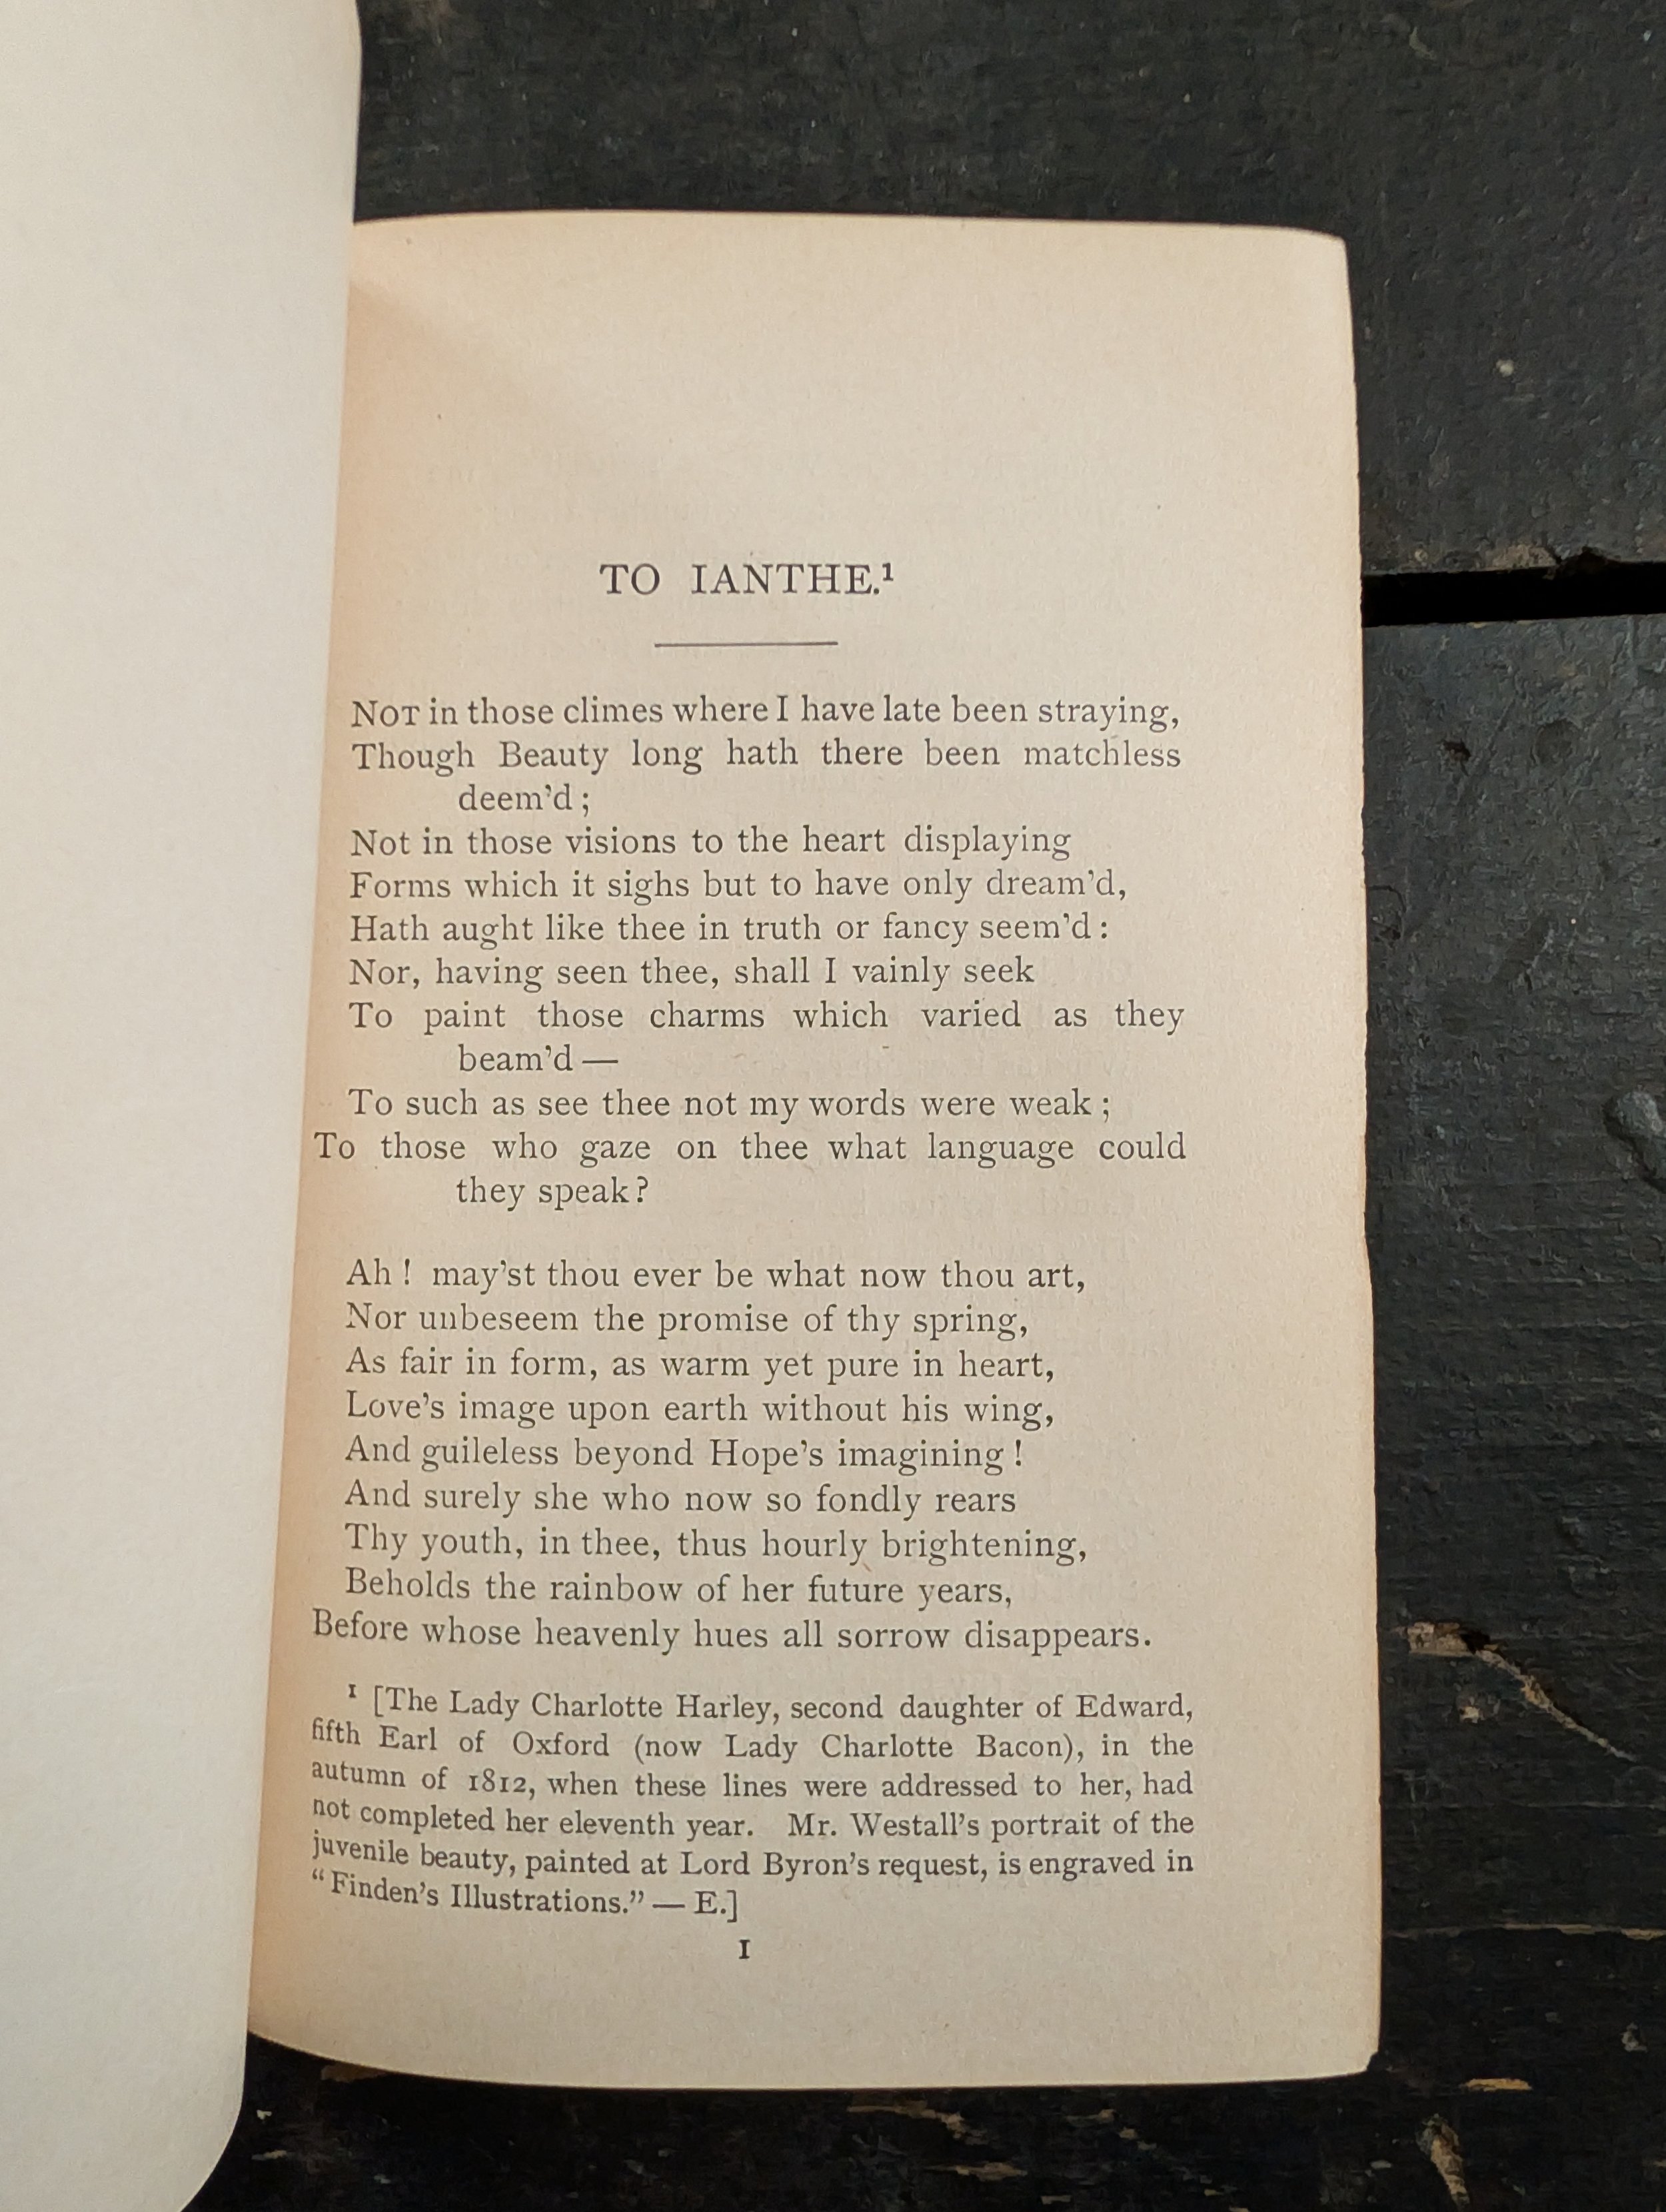 TO IANTHE.¹
NOT in those climes where I have late been straying,
Though Beauty long hath there been matchless
deem'd;
Not in those visions to the heart displaying
Forms which it sighs but to have only dream'd,
Hath aught like thee in truth or fancy seem'd:
Nor, having seen thee, shall I vainly seek
To paint those charms which varied as they
beam'd —
To such as see thee not my words were weak;
To those who gaze on thee what language could
they speak?
Ah! may'st thou ever be what now thou art,
Nor unbeseem the promise of thy spring,
As fair in form, as warm yet pure in heart,
Love's image upon earth without his wing,
And guileless beyond Hope's imagining!
And surely she who now so fondly rears
Thy youth, in thee, thus hourly brightening,
Beholds the rainbow of her future years,
Before whose heavenly hues all sorrow disappears.
¹ [The Lady Charlotte Harley, second daughter of Edward,
fifth Earl of Oxford (now Lady Charlotte Bacon), in the
autumn of 1812, when these lines were addressed to her, had
not completed her eleventh year. Mr. Westall's portrait of the
juvenile beauty, painted at Lord Byron's request, is engraved in
"Finden's Illustrations." — E.]
1